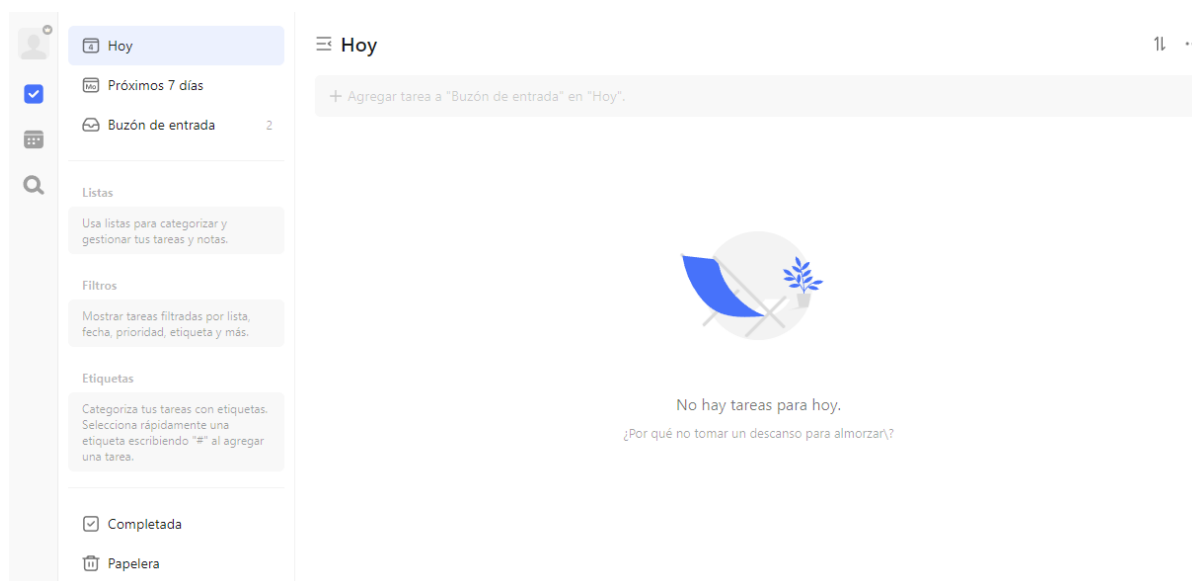 4 Hoy
Mo Próximos 7 días
Buzón de entrada 2
Listas
Usa listas para categorizar y
gestionar tus tareas y notas.
Filtros
Mostrar tareas filtradas por lista,
fecha, prioridad, etiqueta y más.
Etiquetas
Categoriza tus tareas con etiquetas.
Selecciona rápidamente una
etiqueta escribiendo "#" al agregar
una tarea.
Completada
Papelera
Hoy
+ Agregar tarea a "Buzón de entrada" en "Hoy".
No hay tareas para hoy.
¿Por qué no tomar un descanso para almorzar\?